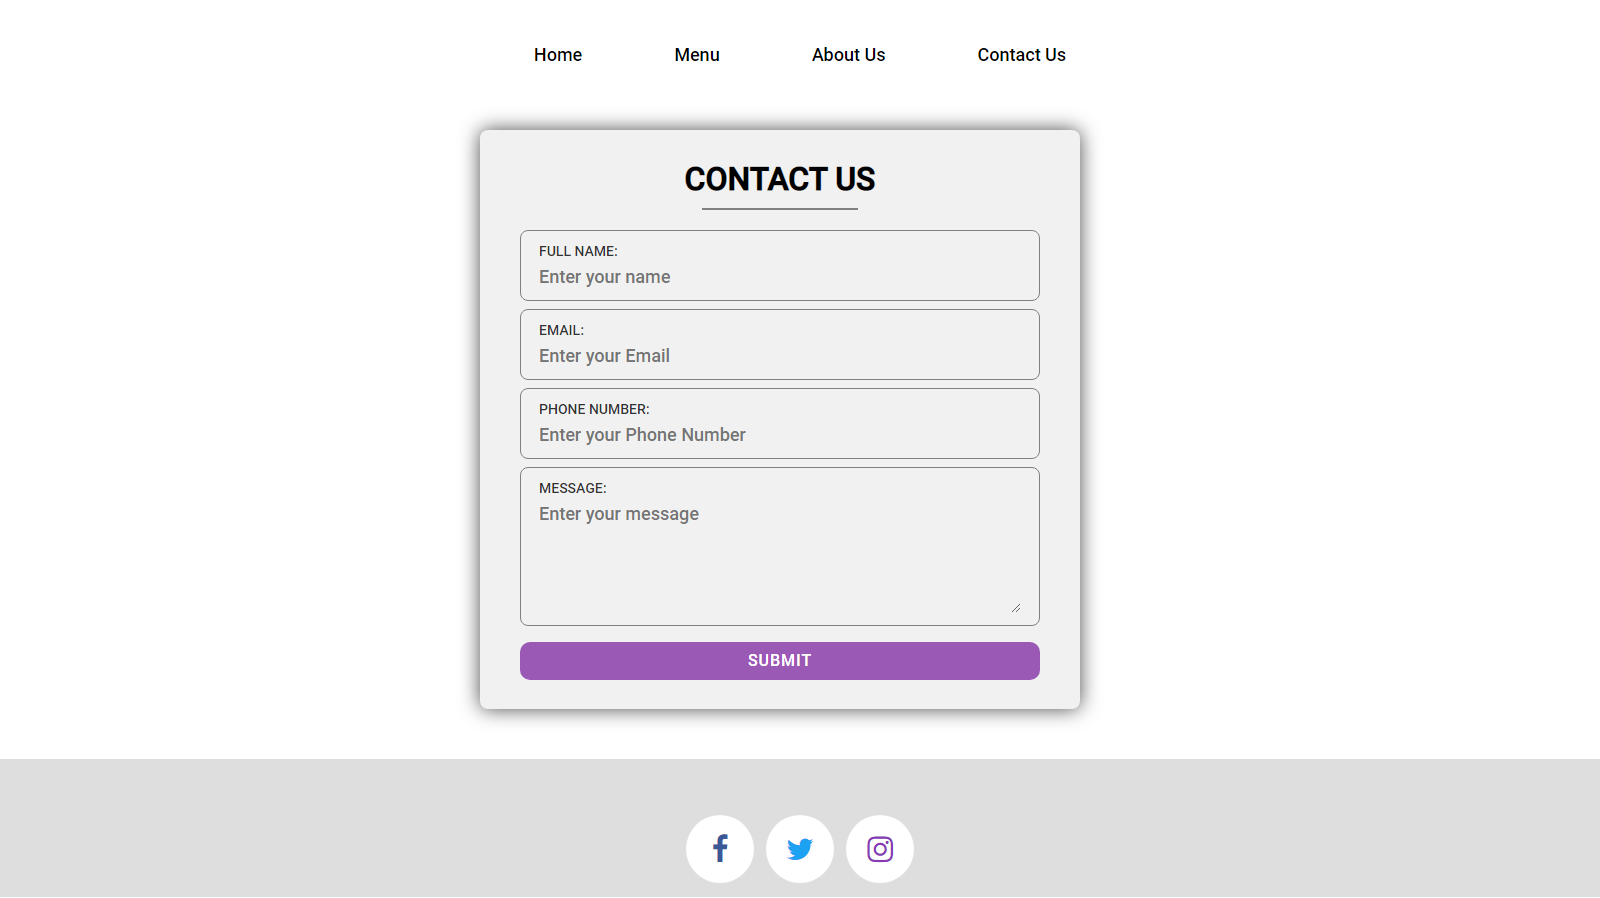 Home Menu About Us Contact Us
CONTACT US
FULL NAME:
Enter your name
EMAIL:
Enter your Email
PHONE NUMBER:
Enter your Phone Number
MESSAGE:
Enter your message
SUBMIT